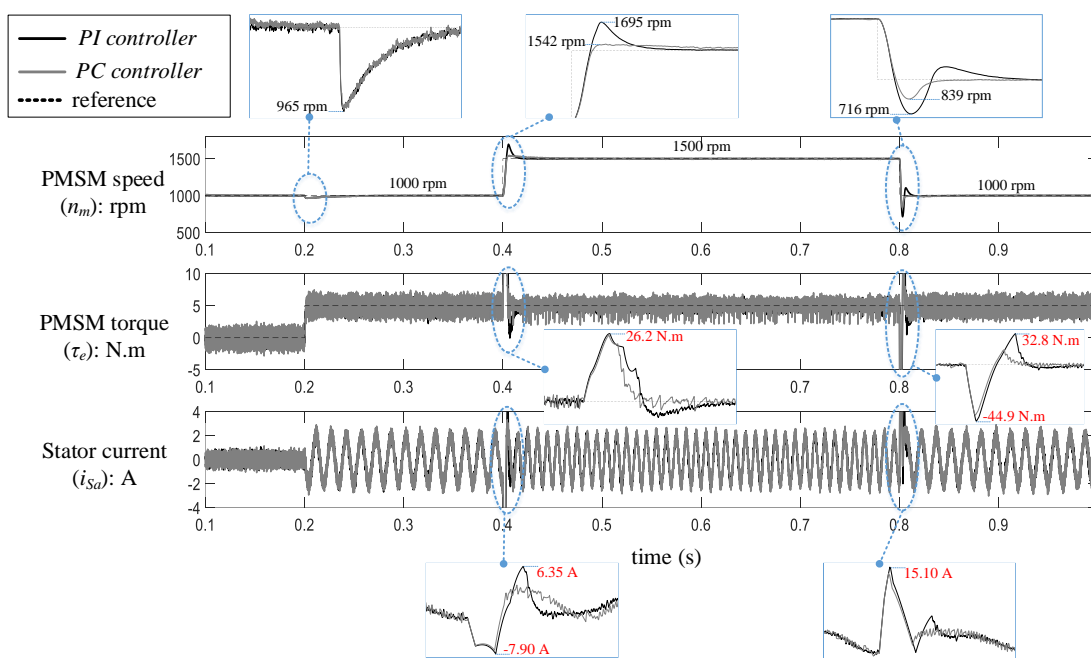 PI controller
PC controller
reference
965 rpm
1695 rpm
1542 rpm
839 rpm
716 rpm
PMSM speed
(nm): rpm
1500
1000
500
1000 rpm
1500 rpm
1000 rpm
0.1 0.2 0.3 0.4 0.5 0.6 0.7 0.8 0.9
PMSM torque
(τe): N.m
10
5
0
-5
26.2 N.m
32.8 N.m
-44.9 N.m
0.1 0.2 0.3 0.4 0.5 0.6 0.7 0.8 0.9
Stator current
(iSa): A
4
2
0
-2
-4
0.1 0.2 0.3 0.4 0.5 0.6 0.7 0.8 0.9
time (s)
6.35 A
-7.90 A
15.10 A